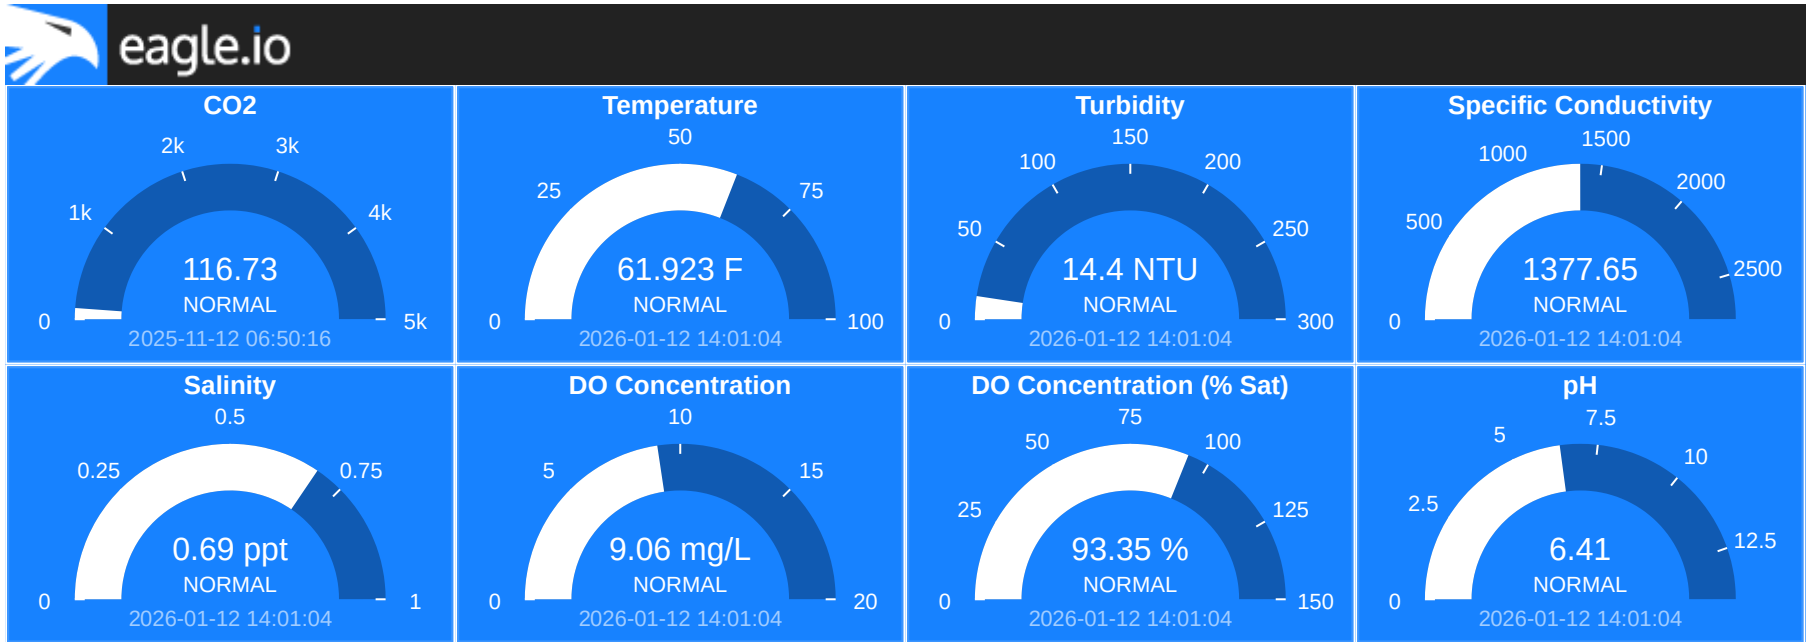 eagle.io
CO2
0
1k
2k
3k
4k
5k
116.73
NORMAL
2025-11-12 06:50:16
Temperature
0
25
50
75
100
61.923 F
NORMAL
2026-01-12 14:01:04
Turbidity
0
50
100
150
200
250
300
14.4 NTU
NORMAL
2026-01-12 14:01:04
Specific Conductivity
0
500
1000
1500
2000
2500
1377.65
NORMAL
2026-01-12 14:01:04
Salinity
0
0.25
0.5
0.75
1
0.69 ppt
NORMAL
2026-01-12 14:01:04
DO Concentration
0
5
10
15
20
9.06 mg/L
NORMAL
2026-01-12 14:01:04
DO Concentration (% Sat)
0
25
50
75
100
125
150
93.35 %
NORMAL
2026-01-12 14:01:04
pH
0
2.5
5
7.5
10
12.5
6.41
NORMAL
2026-01-12 14:01:04